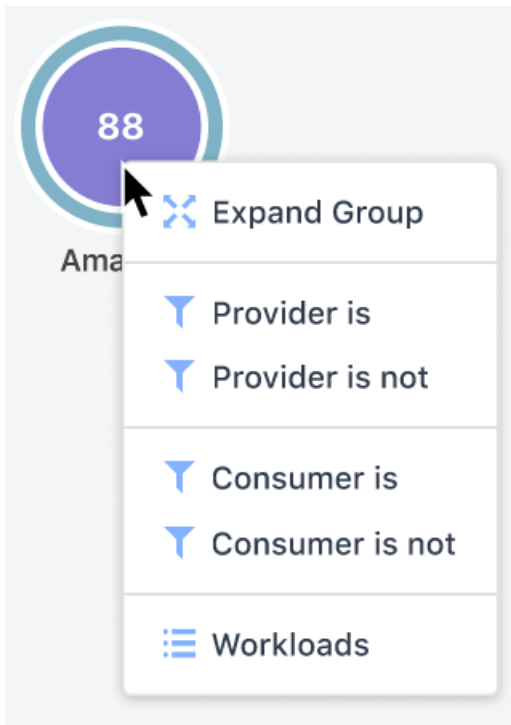 88
Ama
Expand Group
Provider is
Provider is not
Consumer is
Consumer is not
Workloads